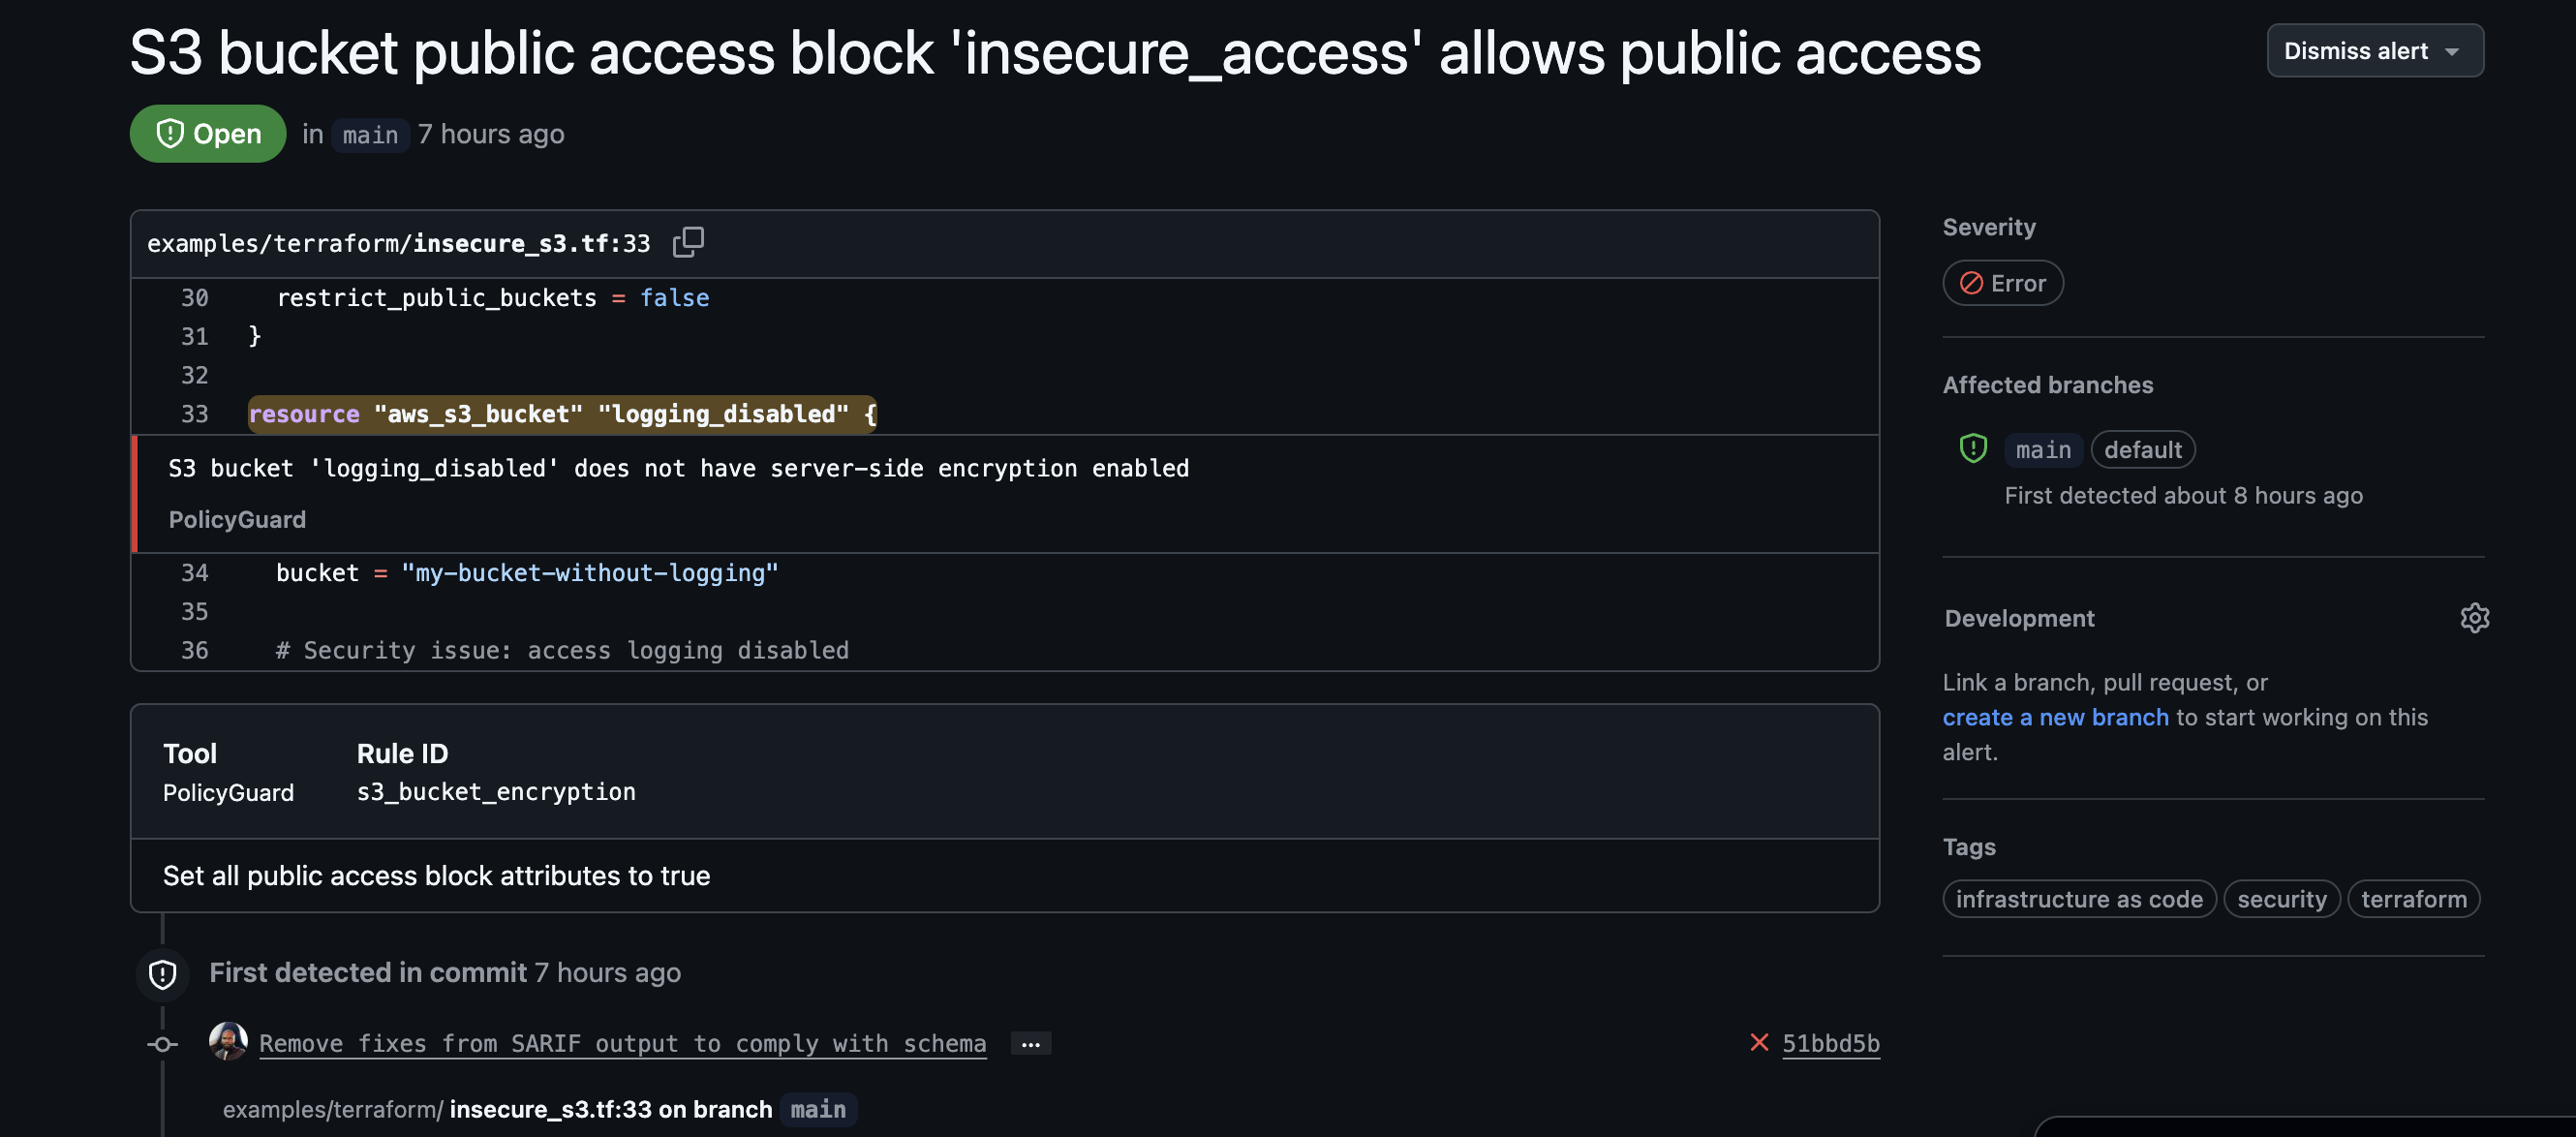 S3 bucket public access block 'insecure_access' allows public access
Dismiss alert
Open in main 7 hours ago
examples/terraform/insecure_s3.tf:33
30 restrict_public_buckets = false
31 }
32
33 resource "aws_s3_bucket" "logging_disabled" {
S3 bucket 'logging_disabled' does not have server-side encryption enabled
PolicyGuard
34 bucket = "my-bucket-without-logging"
35
36 # Security issue: access logging disabled
Tool Rule ID
PolicyGuard s3_bucket_encryption
Set all public access block attributes to true
First detected in commit 7 hours ago
Remove fixes from SARIF output to comply with schema ... 51bbd5b
examples/terraform/ insecure_s3.tf:33 on branch main
Severity
Error
Affected branches
main default
First detected about 8 hours ago
Development
Link a branch, pull request, or
create a new branch to start working on this
alert.
Tags
infrastructure as code security terraform